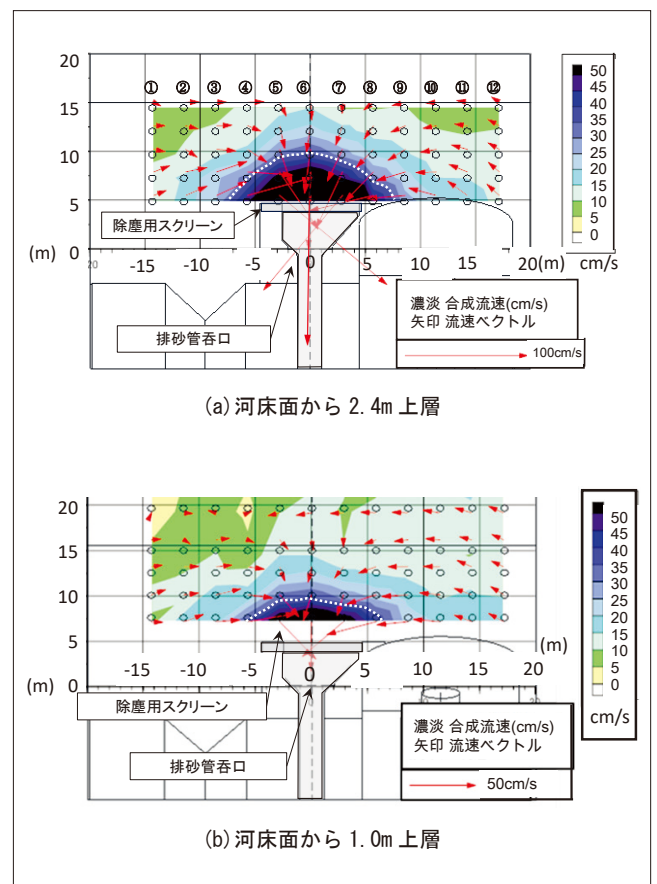 20
① ② ③ ④ ⑤ ⑥ ⑦ ⑧ ⑨ ⑩ ⑪ ⑫
15
10
5
0
(m)
20 -15 -10 -5 0 5 10 15 20 (m)
50
45
40
35
30
25
20
15
10
5
0
cm/s
除塵用スクリーン
排砂管呑口
濃淡 合成流速(cm/s)
矢印 流速ベクトル
100cm/s
(a)河床面から 2.4m 上層
20
15
10
5
0
(m)
-15 -10 -5 0 5 10 15 20
(m)
50
45
40
35
30
25
20
15
10
5
0
cm/s
除塵用スクリーン
排砂管呑口
濃淡 合成流速(cm/s)
矢印 流速ベクトル
50cm/s
(b)河床面から 1.0m 上層